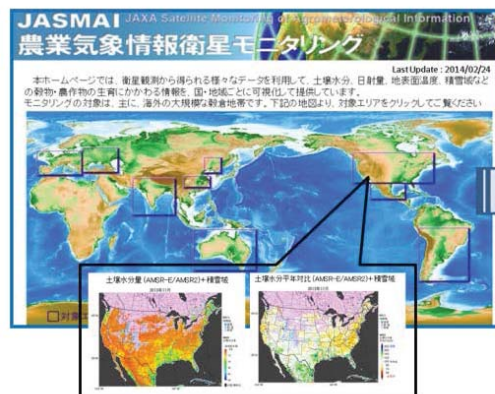 JASMAI JAXA Satellite Monitoring of Agrometeorological Information
農業気象情報衛星モニタリング
Last Update : 2014/02/24
本ホームページでは、衛星観測から得られる様々なデータを利用して、土壌水分、日射量、地表面温度、積雪域など
の穀物・農作物の生育にかかわる情報を、国・地域ごとに可視化して提供しています。
モニタリングの対象は、主に、海外の大規模な穀倉地帯です。下記の地図より、対象エリアをクリックしてご覧ください
土壌水分量(AMSR-E/AMSR2)+積雪域
土壌水分平年対比(AMSR-E/AMSR2)+積雪域
対象